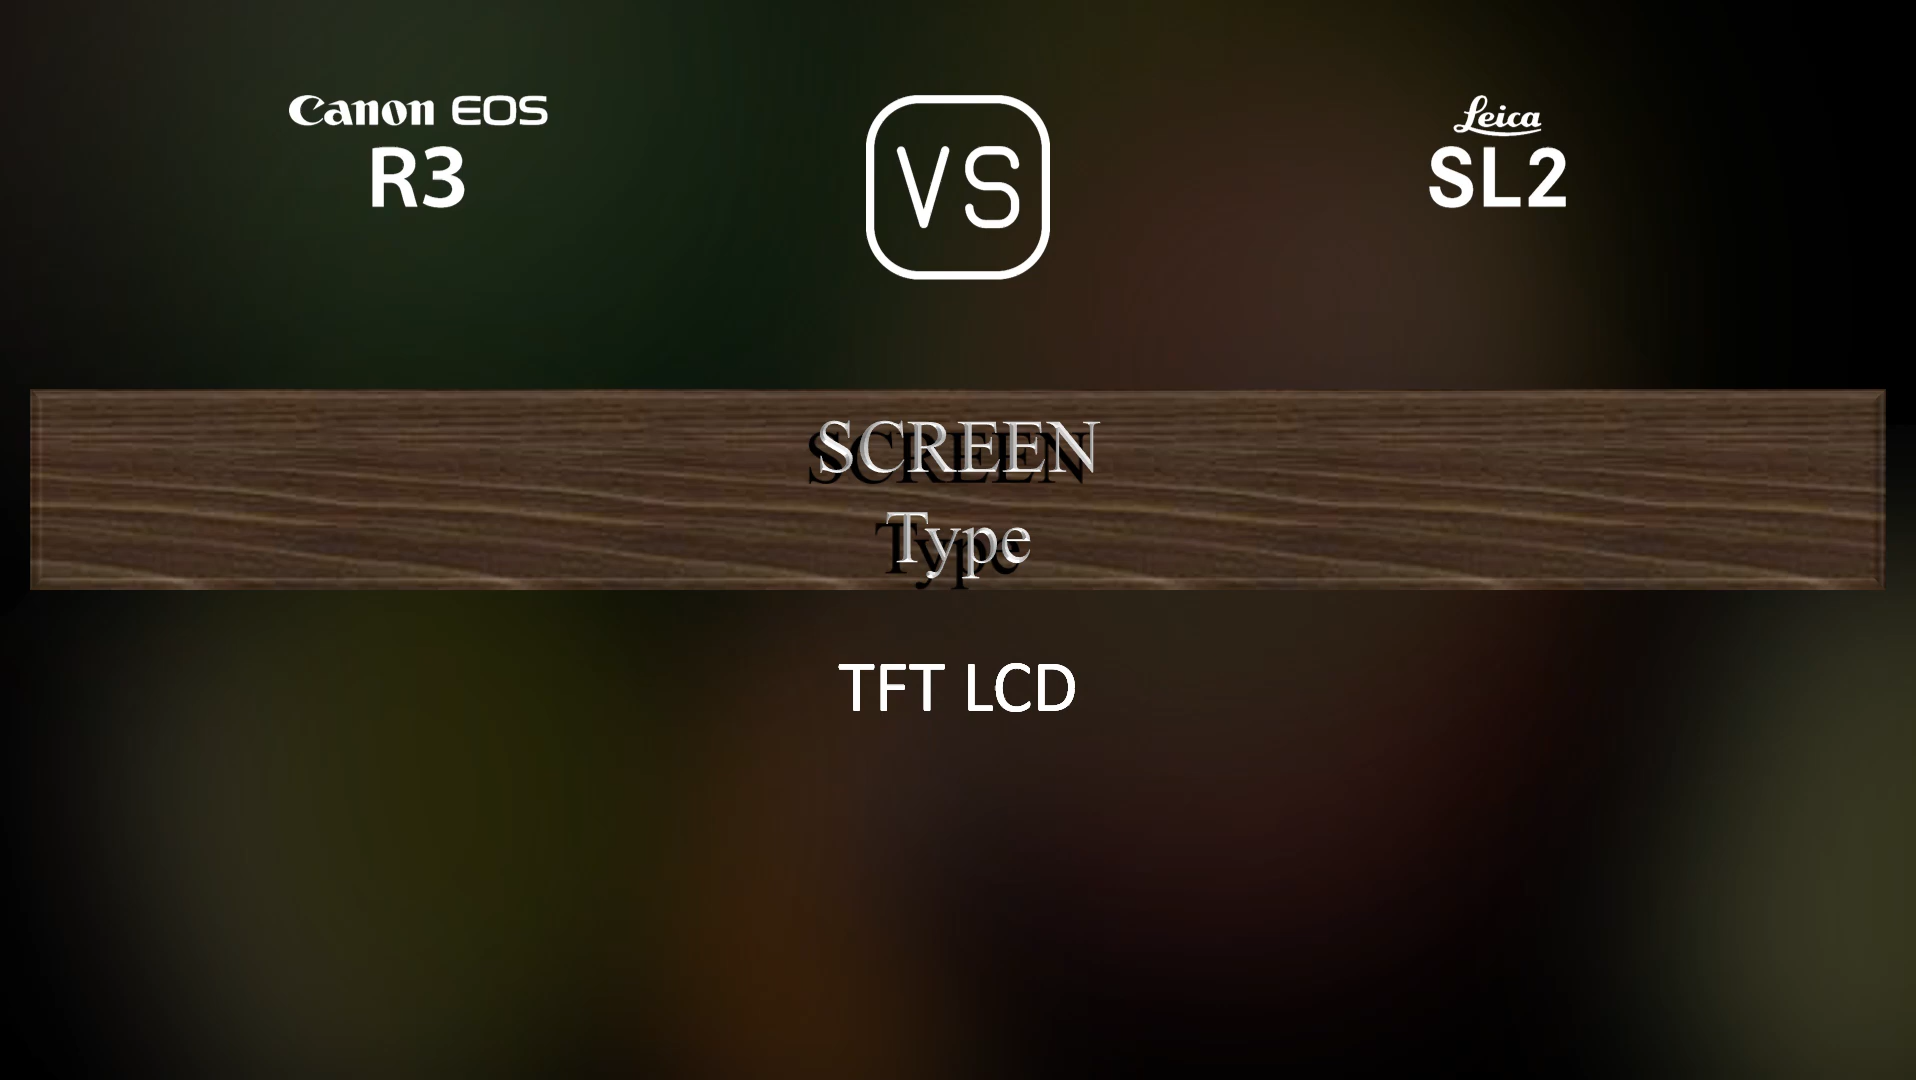 Canon EOS
R3
VS
Leica
SL2
SCREEN
Type
TFT LCD